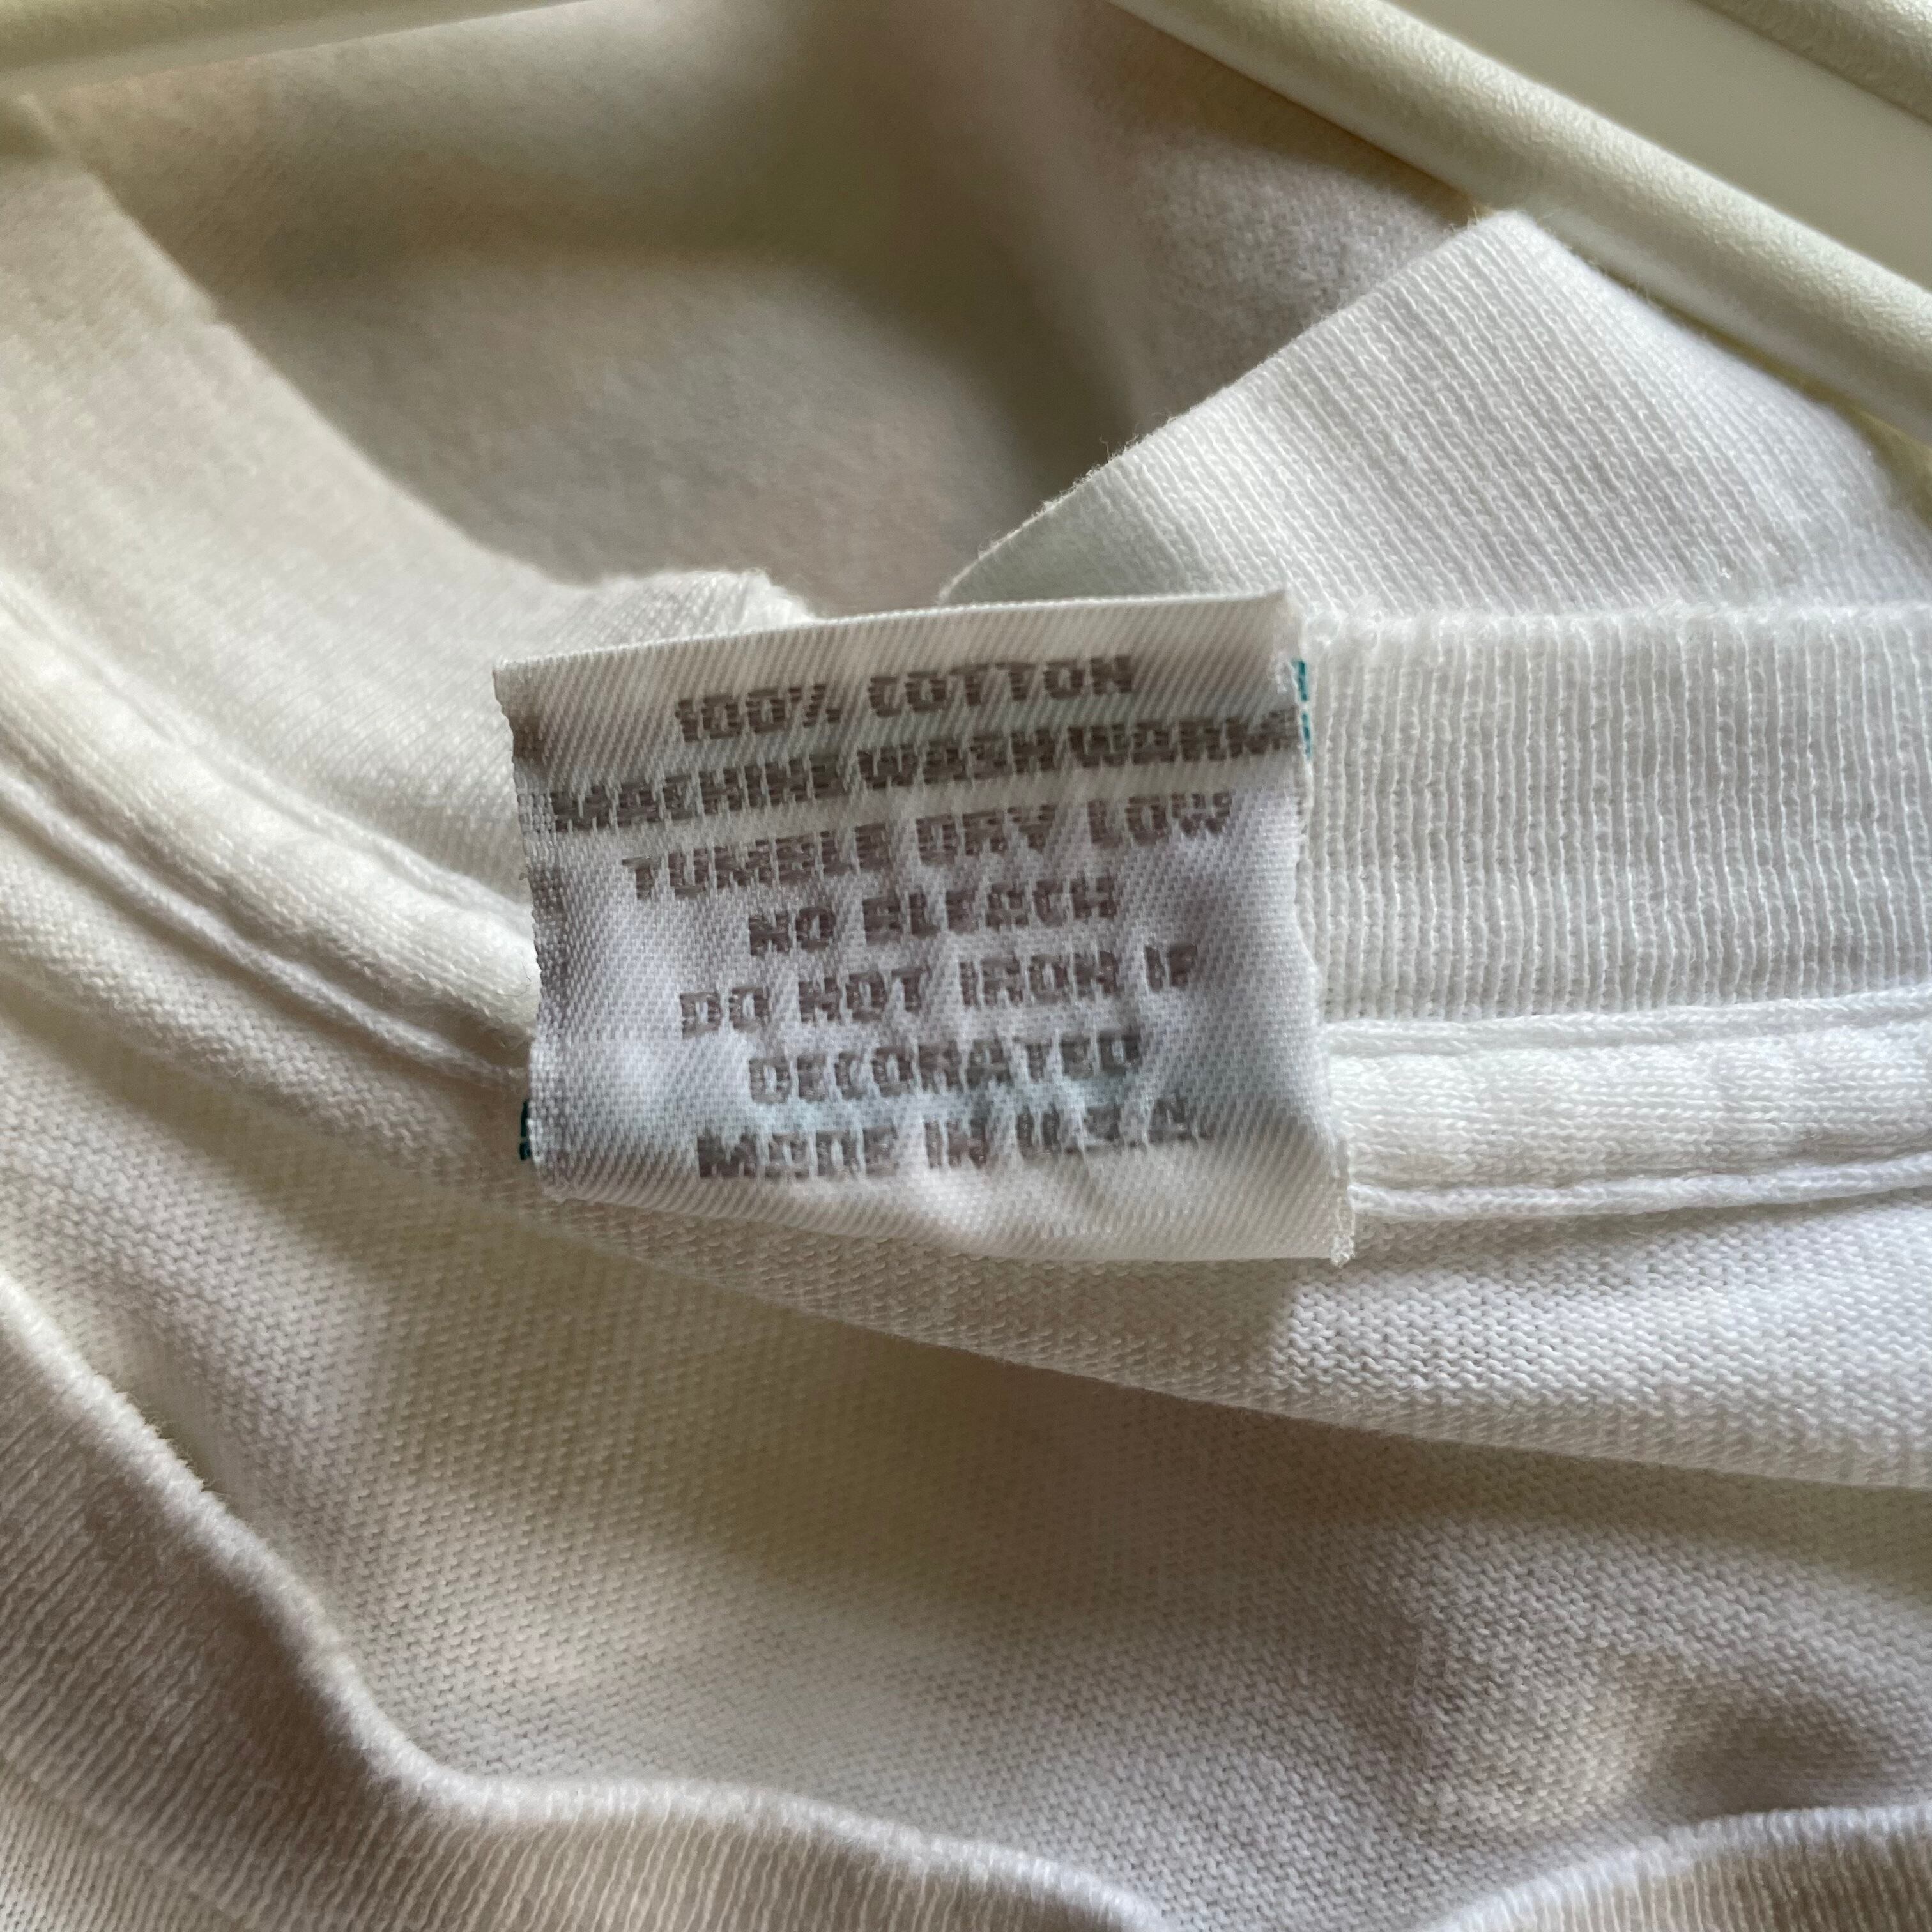 100% COTTON
MACHINE WASH WARM
TUMBLE DRY LOW
NO BLEACH
DO NOT IRON IF
DECORATED
MADE IN U.S.A.